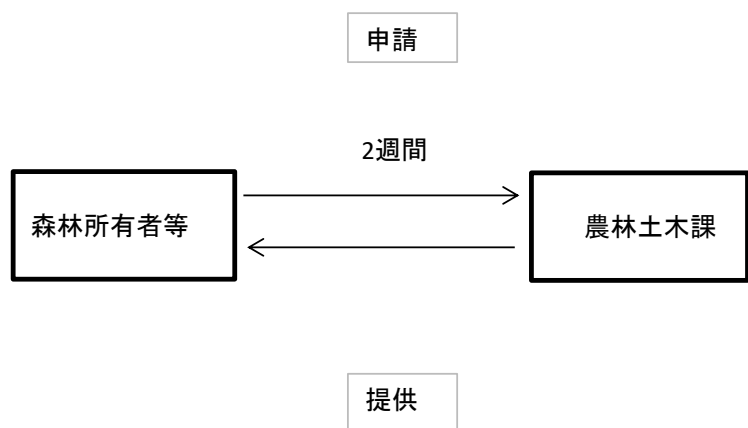 申請
2週間
森林所有者等
農林土木課
提供